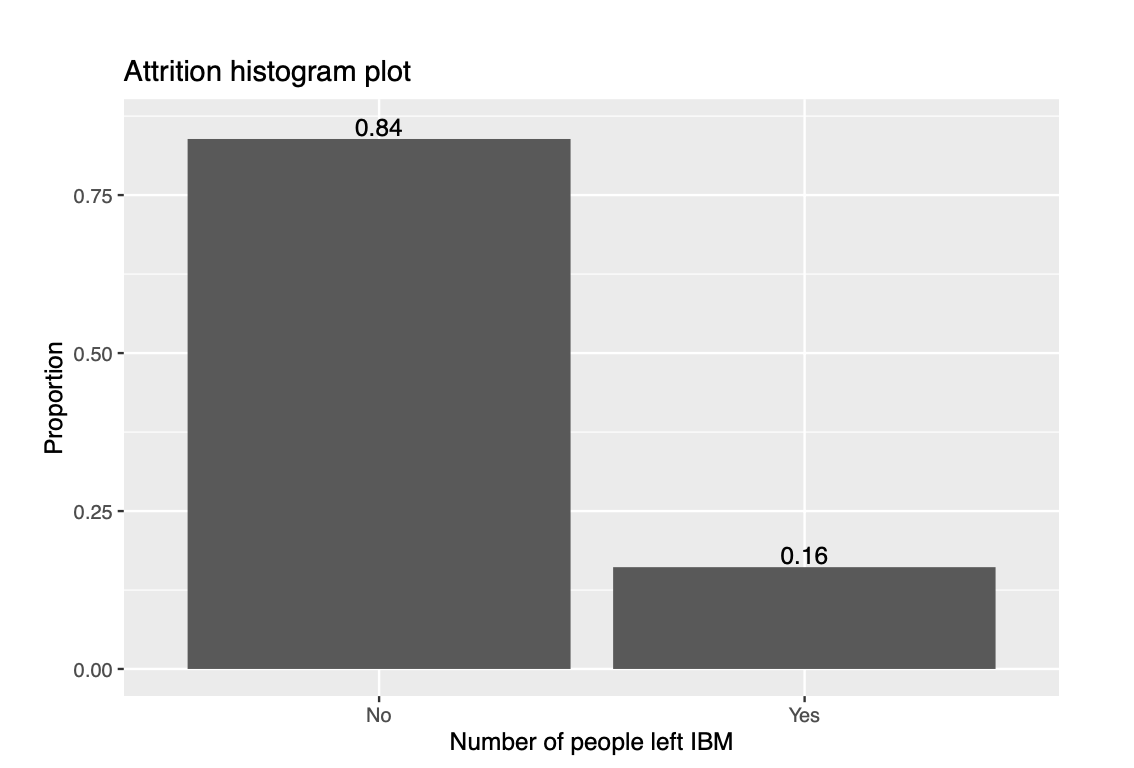 Attrition histogram plot
0.84
0.75
0.50
0.25
0.16
0.00
Proportion
No
Yes
Number of people left IBM